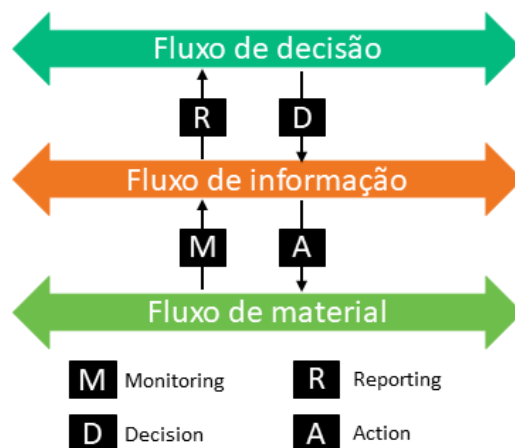 Fluxo de decisão
R
D
Fluxo de informação
M
A
Fluxo de material
M Monitoring
R Reporting
D Decision
A Action